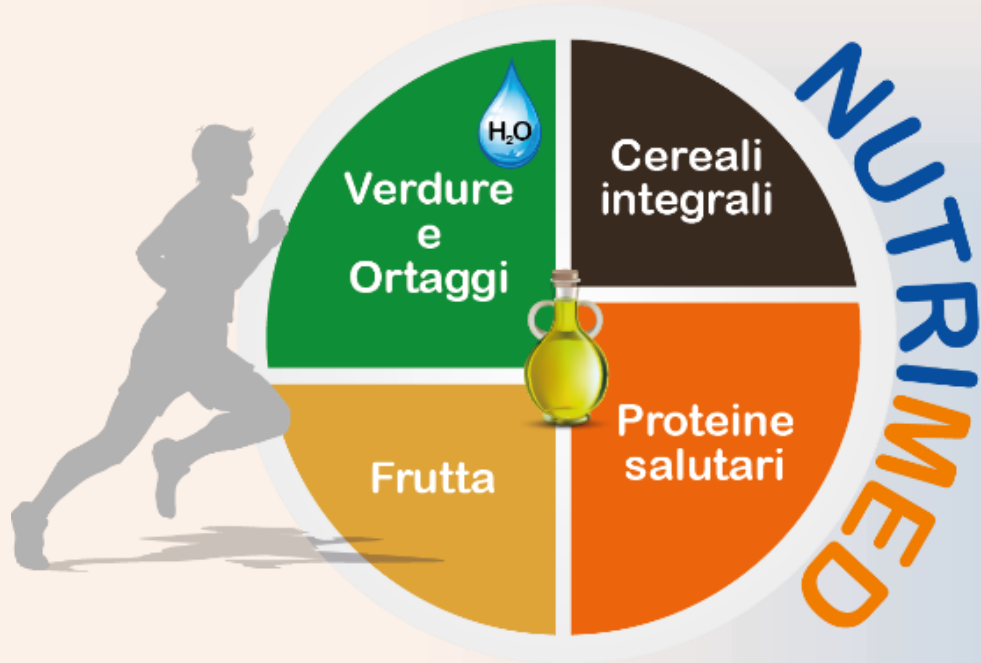 H₂O
Verdure
e
Ortaggi
Cereali
integrali
Frutta
Proteine
salutari
NUTRIMED